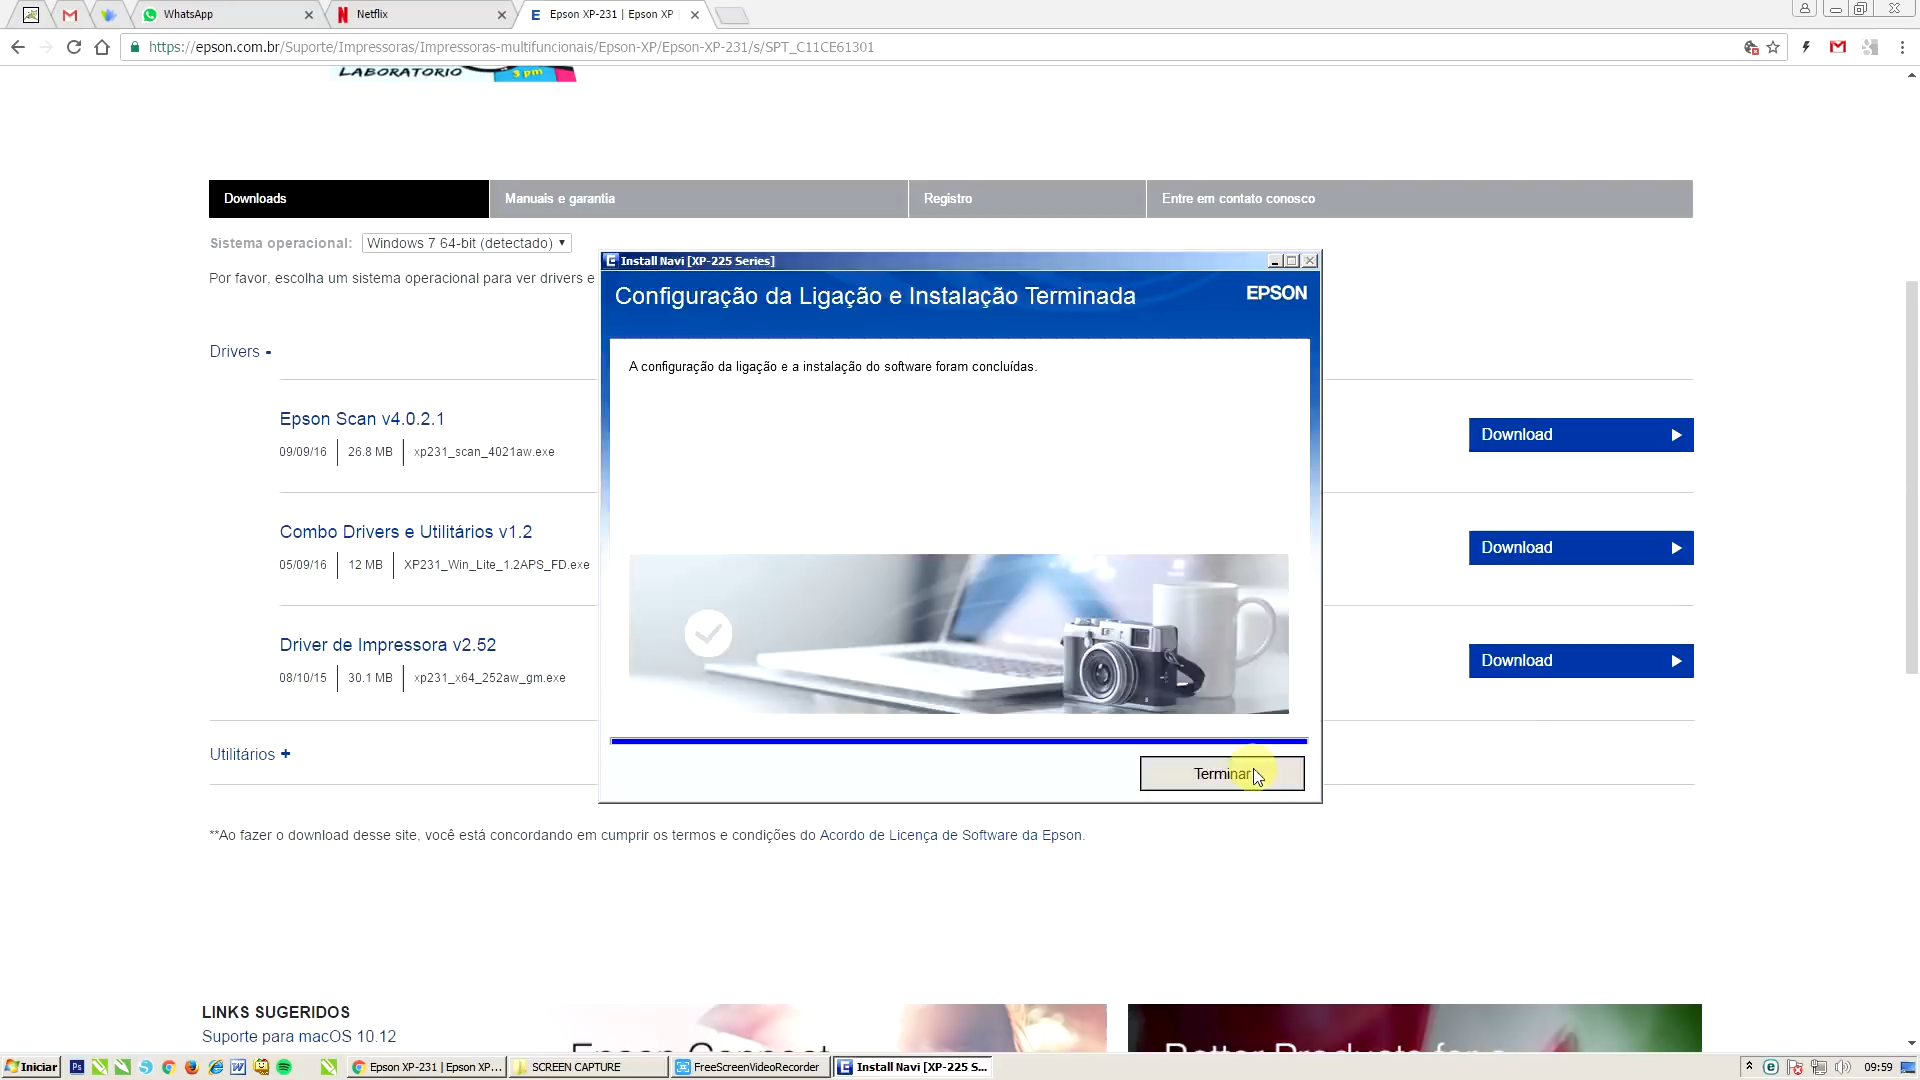 WhatsApp
Netflix
Epson XP-231 | Epson XP
https://epson.com.br/Suporte/Impressoras/Impressoras-multifuncionais/Epson-XP/Epson-XP-231/s/SPT_C11CE61301
LABORATORIO
3 pm
Downloads
Manuais e garantia
Registro
Entre em contato conosco
Sistema operacional: Windows 7 64-bit (detectado)
Por favor, escolha um sistema operacional para ver drivers e
Install Navi [XP-225 Series]
Configuração da Ligação e Instalação Terminada
EPSON
A configuração da ligação e a instalação do software foram concluídas.
Terminar
Drivers -
Epson Scan v4.0.2.1
09/09/16 26.8 MB xp231_scan_4021aw.exe
Download
Combo Drivers e Utilitários v1.2
05/09/16 12 MB XP231_Win_Lite_1.2APS_FD.exe
Download
Driver de Impressora v2.52
08/10/15 30.1 MB xp231_x64_252aw_gm.exe
Download
Utilitários +
**Ao fazer o download desse site, você está concordando em cumprir os termos e condições do Acordo de Licença de Software da Epson.
LINKS SUGERIDOS
Suporte para macOS 10.12
Epson Connect
Better Products for a
Iniciar
Ps
Epson XP-231 | Epson XP...
SCREEN CAPTURE
FreeScreenVideoRecorder
Install Navi [XP-225 S...
09:59